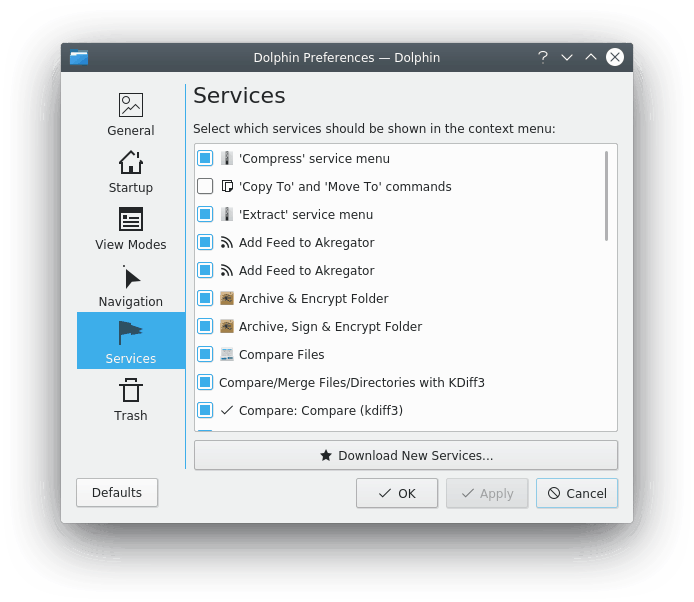 Dolphin Preferences — Dolphin
General
Startup
View Modes
Navigation
Services
Trash
Services
Select which services should be shown in the context menu:
'Compress' service menu
'Copy To' and 'Move To' commands
'Extract' service menu
Add Feed to Akregator
Add Feed to Akregator
Archive & Encrypt Folder
Archive, Sign & Encrypt Folder
Compare Files
Compare/Merge Files/Directories with KDiff3
Compare: Compare (kdiff3)
Download New Services...
Defaults
OK
Apply
Cancel